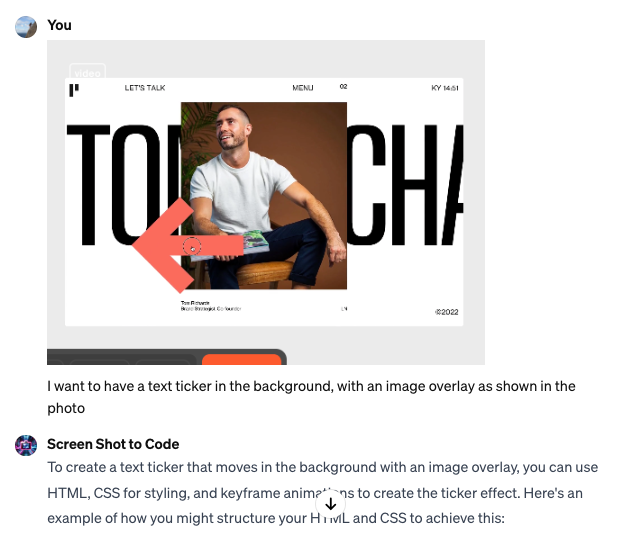 You
video
LET'S TALK MENU 02 KY 14:51
TO CHA
Tom Richards
Brand Strategist Co-founder
©2022
I want to have a text ticker in the background, with an image overlay as shown in the
photo
Screen Shot to Code
To create a text ticker that moves in the background with an image overlay, you can use
HTML, CSS for styling, and keyframe animations to create the ticker effect. Here's an
example of how you might structure your HTML and CSS to achieve this: